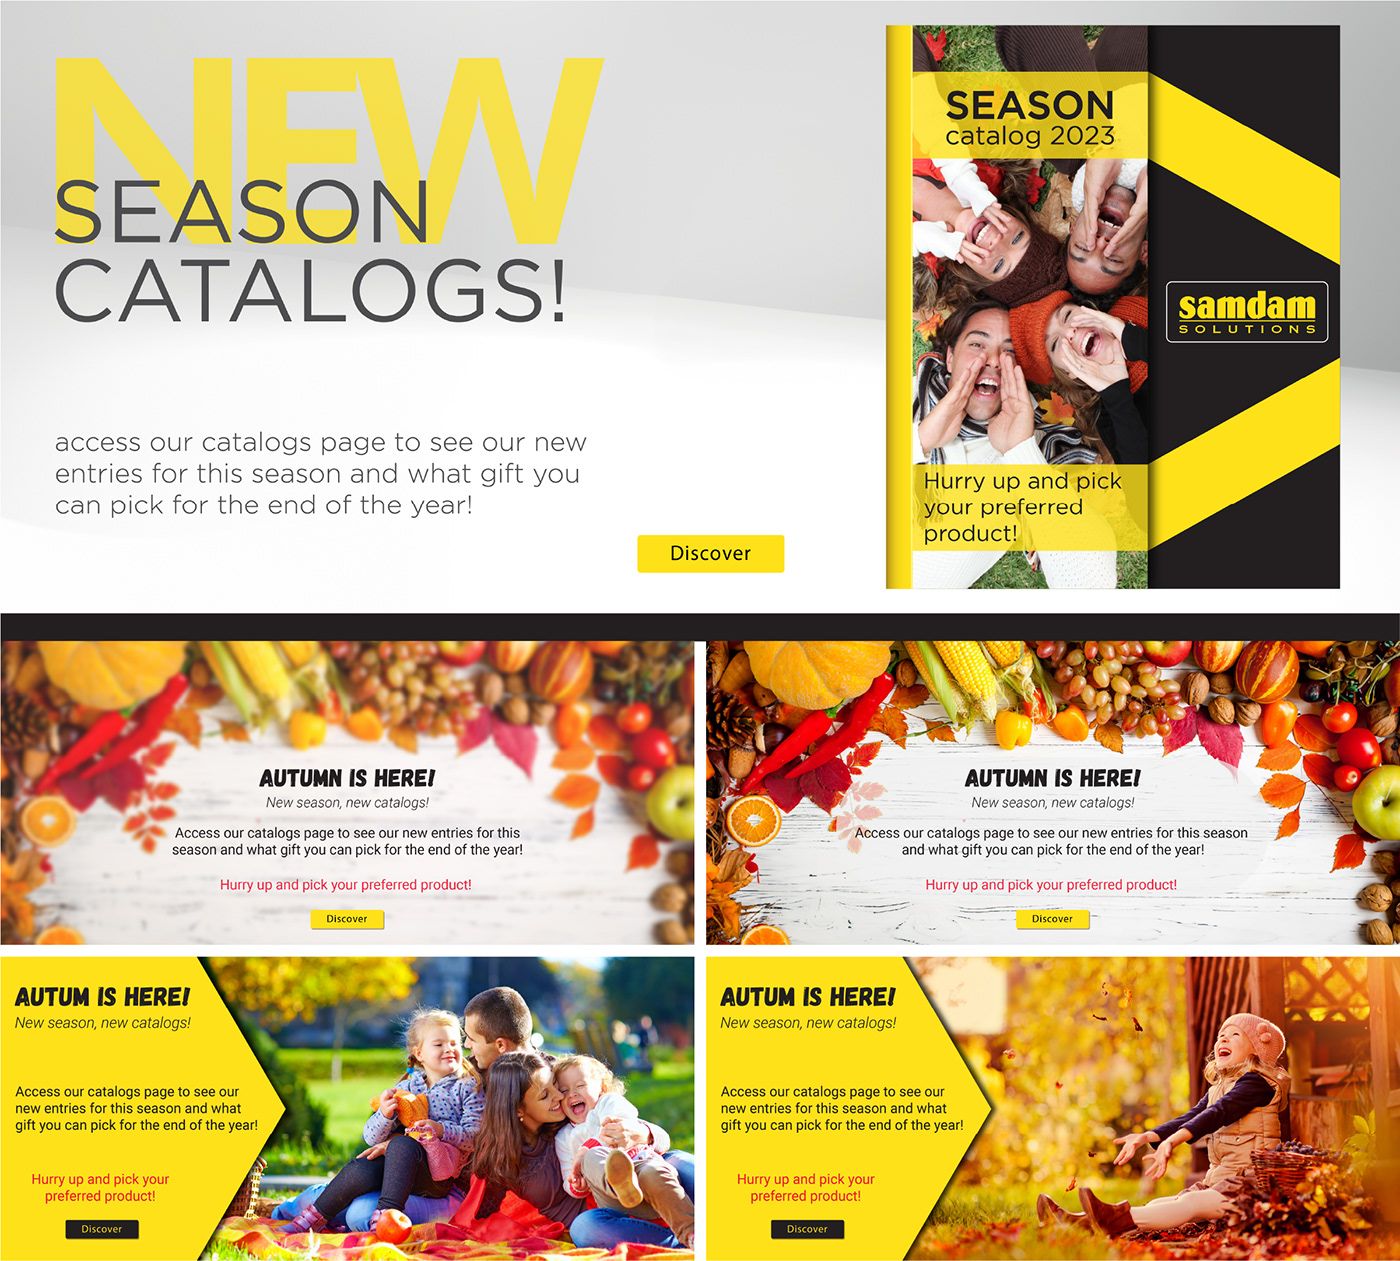 NEW
SEASON
CATALOGS!
access our catalogs page to see our new
entries for this season and what gift you
can pick for the end of the year!
Discover
SEASON
catalog 2023
Hurry up and pick
your preferred
product!
samdam
SOLUTIONS
AUTUMN IS HERE!
New season, new catalogs!
Access our catalogs page to see our new entries for this
season and what gift you can pick for the end of the year!
Hurry up and pick your preferred product!
Discover
AUTUMN IS HERE!
New season, new catalogs!
Access our catalogs page to see our new entries for this season
and what gift you can pick for the end of the year!
Hurry up and pick your preferred product!
Discover
AUTUM IS HERE!
New season, new catalogs!
Access our catalogs page to see our
new entries for this season and what
gift you can pick for the end of the year!
Hurry up and pick your
preferred product!
Discover
AUTUM IS HERE!
New season, new catalogs!
Access our catalogs page to see our
new entries for this season and what
gift you can pick for the end of the year!
Hurry up and pick your
preferred product!
Discover